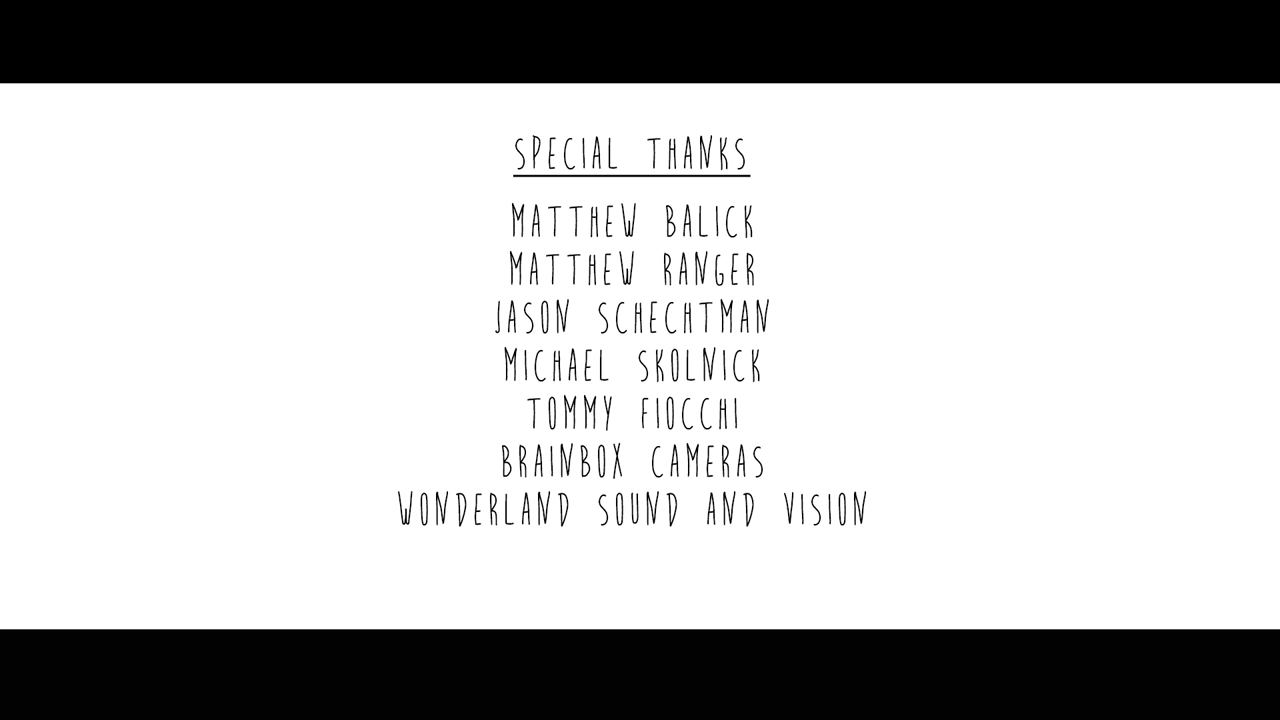 SPECIAL THANKS
MATTHEW BALICK
MATTHEW RANGER
JASON SCHECHTMAN
MICHAEL SKOLNICK
TOMMY FIOCCHI
BRAINBOX CAMERAS
WONDERLAND SOUND AND VISION